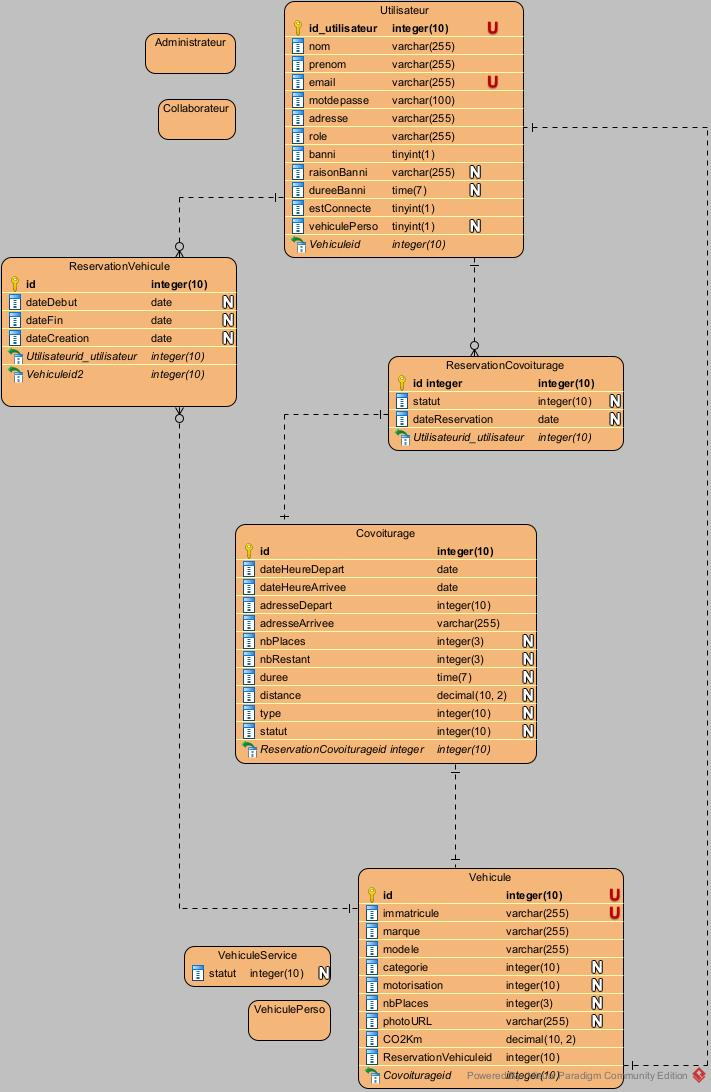 Utilisateur
id_utilisateur integer(10) U
nom varchar(255)
prenom varchar(255)
email varchar(255) U
motdepasse varchar(100)
adresse varchar(255)
role varchar(255)
banni tinyint(1)
raisonBanni varchar(255) N
dureeBanni time(7) N
estConnecte tinyint(1)
vehiculePerso tinyint(1) N
Vehiculeid integer(10)
Administrateur
Collaborateur
ReservationVehicule
id integer(10)
dateDebut date N
dateFin date N
dateCreation date N
Utilisateurid_utilisateur integer(10)
Vehiculeid2 integer(10)
ReservationCovoiturage
id integer integer(10)
statut integer(10) N
dateReservation date N
Utilisateurid_utilisateur integer(10)
Covoiturage
id integer(10)
dateHeureDepart date
dateHeureArrivee date
adresseDepart integer(10)
adresseArrivee varchar(255)
nbPlaces integer(3) N
nbRestant integer(3) N
duree time(7) N
distance decimal(10, 2) N
type integer(10) N
statut integer(10) N
ReservationCovoiturageid integer integer(10)
Vehicule
id integer(10) U
immatricule varchar(255) U
marque varchar(255)
modele varchar(255)
categorie integer(10) N
motorisation integer(10) N
nbPlaces integer(3) N
photoURL varchar(255) N
CO2Km decimal(10, 2)
ReservationVehiculeid integer(10)
Covoiturageid integer(10)
VehiculeService
statut integer(10) N
VehiculePerso
Powered By Visual Paradigm Community Edition